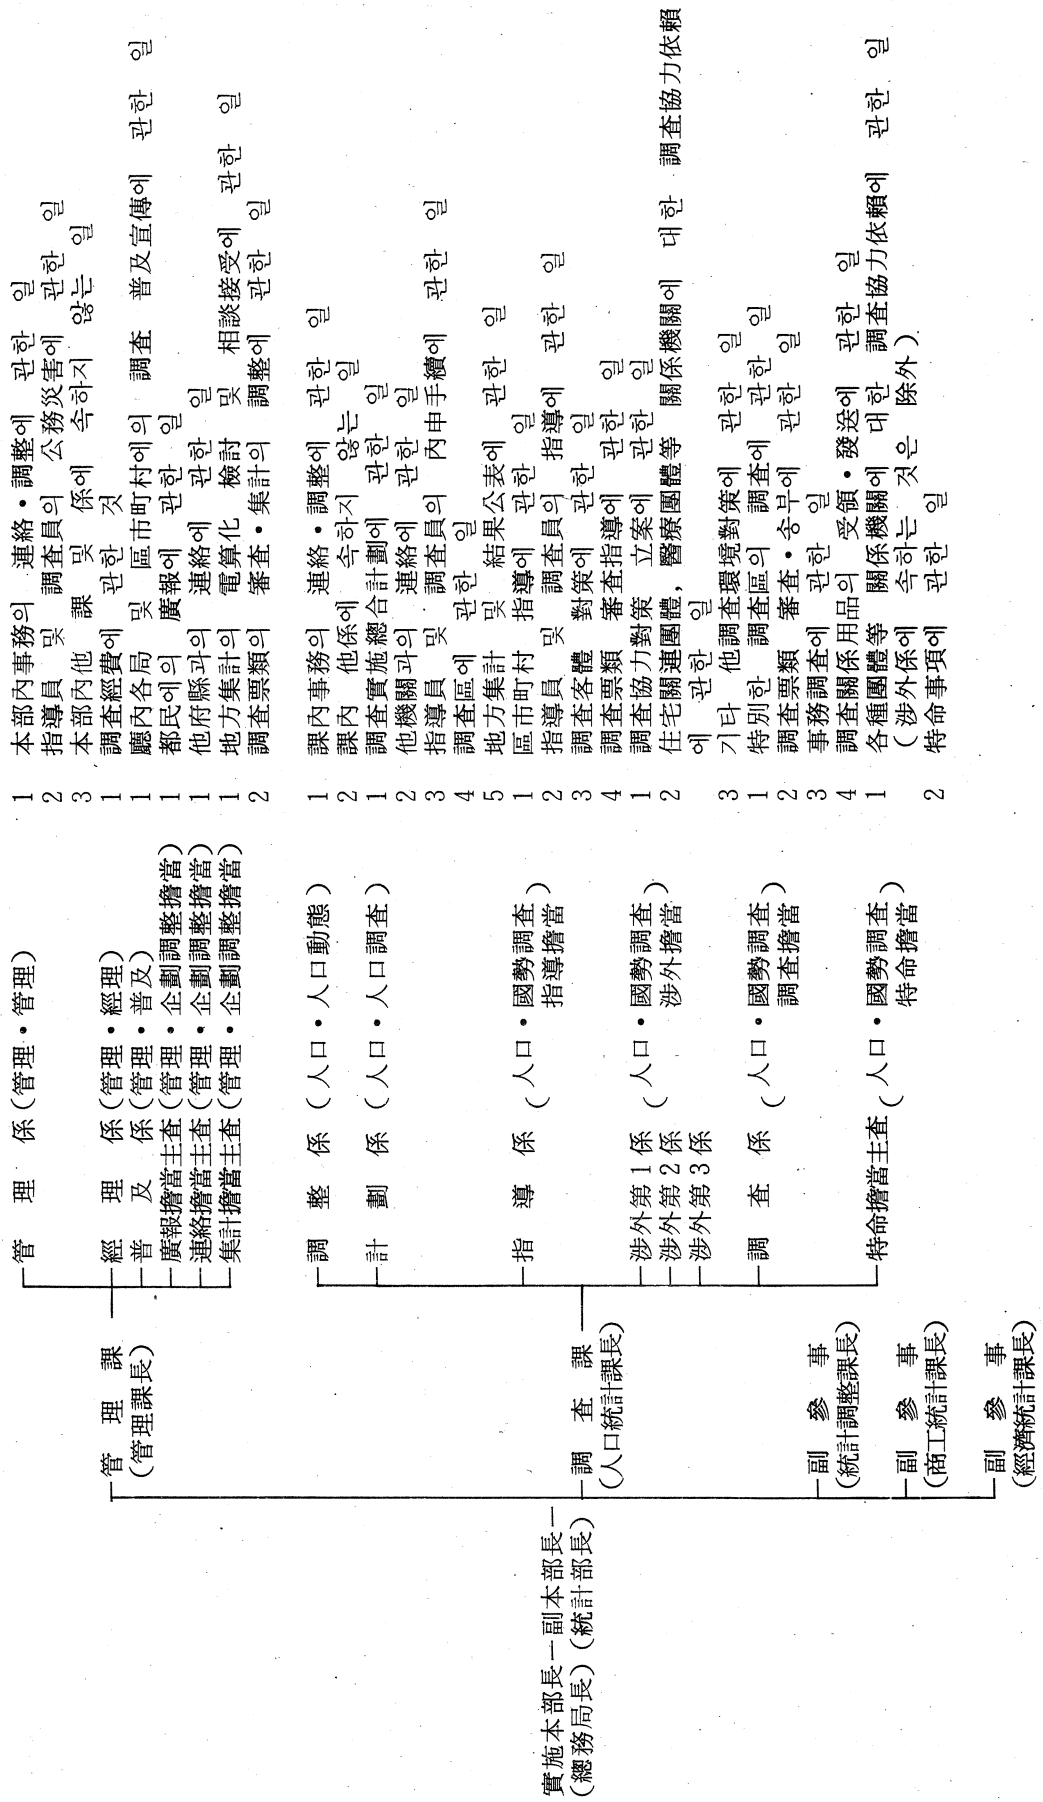 實施本部長─副本部長─
(總務局長)(統計部長)
管理課
(管理課長)
管理係(管理・管理)
1 本部內事務의 連絡・調整에 관한 일
2 指導員 및 調査員의 公務災害에 관한 일
3 本部內他 課 및 係에 속하지 않는 일
經理係(管理・經理)
1 調査經費에 관한 것
普及係(管理・普及)
1 廳內各局 및 區市町村에의 調査 普及宣傳에 관한 일
廣報擔當主査(管理・企劃調整擔當)
1 都民에의 廣報에 관한 일
連絡擔當主査(管理・企劃調整擔當)
1 他府縣과의 連絡에 관한 일
集計擔當主査(管理・企劃調整擔當)
1 地方集計의 電算化 檢討 및 相談接受에 관한 일
2 調査票類의 審査・集計의 調整에 관한 일
調査課
(人口統計課長)
調整係(人口・人口動態)
1 課內事務의 連絡・調整에 관한 일
2 課內 他係에 속하지 않는 일
計劃係(人口・人口調査)
1 調査實施總合計劃에 관한 일
2 他機關과의 連絡에 관한 일
3 指導員 및 調査員의 內申手續에 관한 일
4 調査區에 관한 일
5 地方集計 및 結果公表에 관한 일
指導係(人口・國勢調査指導擔當)
1 區市町村 指導에 관한 일
2 指導員 및 調査員의 指導에 관한 일
3 調査客體 對策에 관한 일
4 調査票類 審査指導에 관한 일
涉外第1係
涉外第2係(人口・國勢調査涉外擔當)
涉外第3係
1 調査協力對策 立案에 관한 일
2 住宅關連團體, 醫療團體等 關係機關에 대한 調査協力依賴
에 관한 일
3 기타 他調査環境對策에 관한 일
調査係(人口・國勢調査調査擔當)
1 特別한 調査區의 調査에 관한 일
2 調査票類 審査・송부에 관한 일
3 事務調査에 관한 일
4 調査關係用品의 受領・發送에 관한 일
特命擔當主査(人口・國勢調査特命擔當)
1 各種團體等 關係機關에 대한 調査協力依賴에 관한 일
(涉外係에 속하는 것은 除外)
2 特命事項에 관한 일
副參事
(統計調整課長)
副參事
(商工統計課長)
副參事
(經濟統計課長)